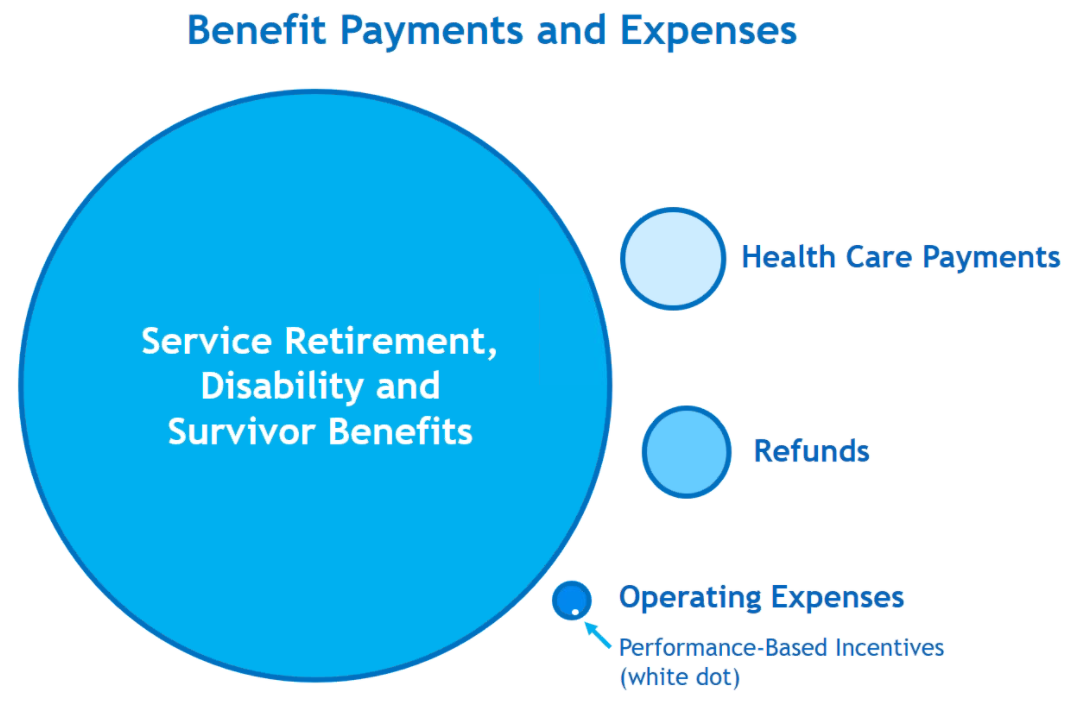 Benefit Payments and Expenses
Service Retirement,
Disability and
Survivor Benefits
Health Care Payments
Refunds
Operating Expenses
Performance-Based Incentives
(white dot)